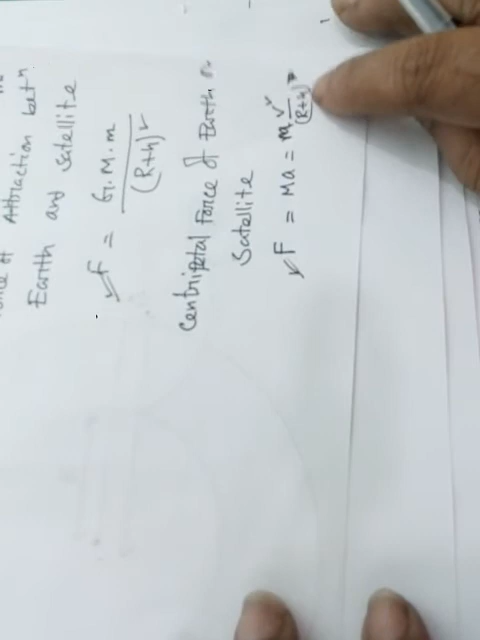 Attraction betn
Earth and Satellite
F = G.M.m
(R+h)²
Centripetal Force of Earth on
Satellite
F = Ma = m v²
(R+h)